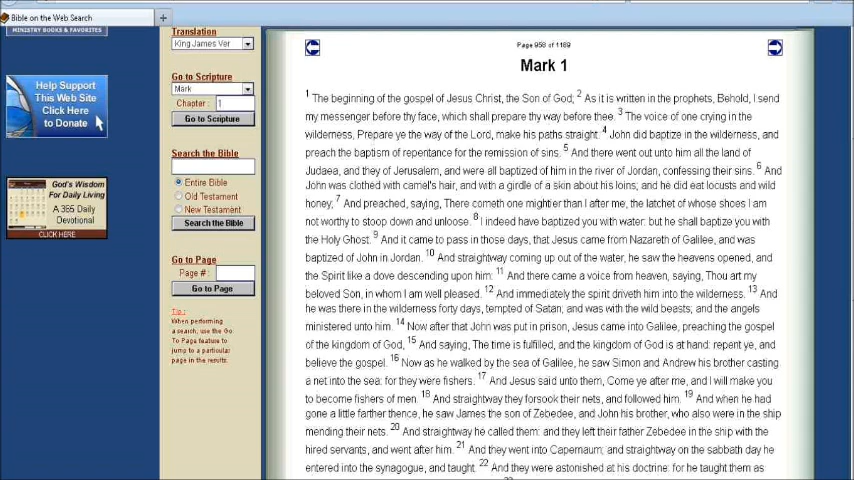 Bible on the Web Search
MINISTRY BOOKS & FAVORITES
Help Support
This Web Site
Click Here
to Donate
God's Wisdom
For Daily Living
A 365 Daily
Devotional
CLICK HERE
Translation
King James Ver
Go to Scripture
Mark
Chapter : 1
Go to Scripture
Search the Bible
Entire Bible
Old Testament
New Testament
Search the Bible
Go to Page
Page # :
Go to Page
Tip :
When performing
a search, use the Go
To Page feature to
jump to a particular
page in the list.
Page 958 of 1189
Mark 1
1 The beginning of the gospel of Jesus Christ, the Son of God; 2 As it is written in the prophets, Behold, I send
my messenger before thy face, which shall prepare thy way before thee. 3 The voice of one crying in the
wilderness, Prepare ye the way of the Lord, make his paths straight. 4 John did baptize in the wilderness, and
preach the baptism of repentance for the remission of sins. 5 And there went out unto him all the land of
Judaea, and they of Jerusalem, and were all baptized of him in the river of Jordan, confessing their sins. 6 And
John was clothed with camel's hair, and with a girdle of a skin about his loins; and he did eat locusts and wild
honey; 7 And preached, saying, There cometh one mightier than I after me, the latchet of whose shoes I am
not worthy to stoop down and unloose. 8 I indeed have baptized you with water: but he shall baptize you with
the Holy Ghost. 9 And it came to pass in those days, that Jesus came from Nazareth of Galilee, and was
baptized of John in Jordan. 10 And straightway coming up out of the water, he saw the heavens opened, and
the Spirit like a dove descending upon him: 11 And there came a voice from heaven, saying, Thou art my
beloved Son, in whom I am well pleased. 12 And immediately the spirit driveth him into the wilderness. 13 And
he was there in the wilderness forty days, tempted of Satan; and was with the wild beasts; and the angels
ministered unto him. 14 Now after that John was put in prison, Jesus came into Galilee, preaching the gospel
of the kingdom of God, 15 And saying, The time is fulfilled, and the kingdom of God is at hand: repent ye, and
believe the gospel. 16 Now as he walked by the sea of Galilee, he saw Simon and Andrew his brother casting
a net into the sea: for they were fishers. 17 And Jesus said unto them, Come ye after me, and I will make you
to become fishers of men. 18 And straightway they forsook their nets, and followed him. 19 And when he had
gone a little farther thence, he saw James the son of Zebedee, and John his brother, who also were in the ship
mending their nets. 20 And straightway he called them: and they left their father Zebedee in the ship with the
hired servants, and went after him. 21 And they went into Capernaum; and straightway on the sabbath day he
entered into the synagogue, and taught. 22 And they were astonished at his doctrine: for he taught them as